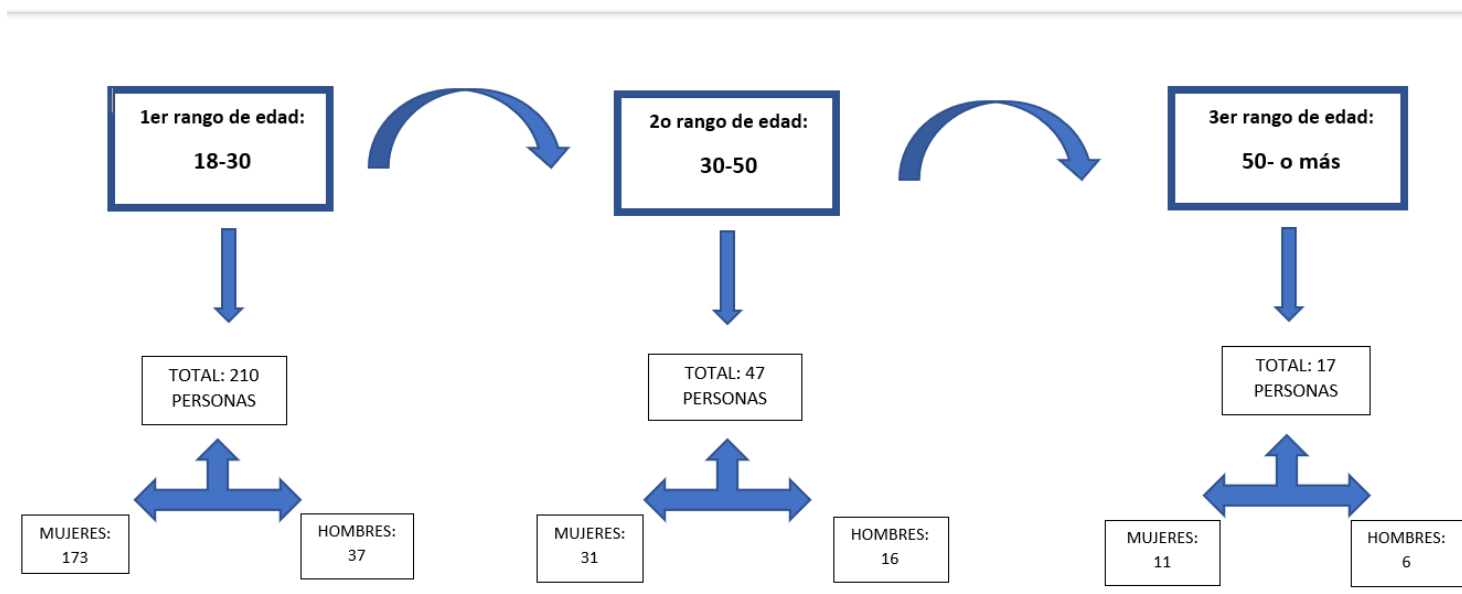 1er rango de edad:
18-30
2o rango de edad:
30-50
3er rango de edad:
50- o más
TOTAL: 210
PERSONAS
TOTAL: 47
PERSONAS
TOTAL: 17
PERSONAS
MUJERES:
173
HOMBRES:
37
MUJERES:
31
HOMBRES:
16
MUJERES:
11
HOMBRES:
6